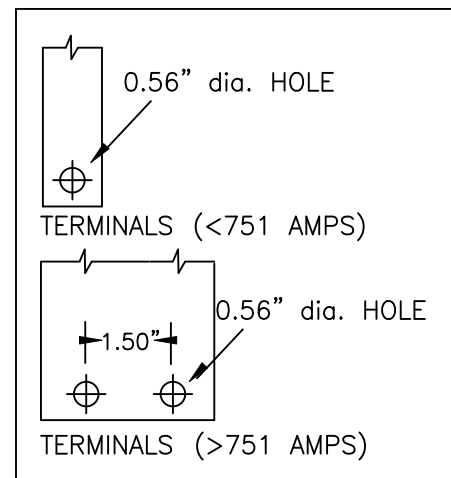 0.56” dia. HOLE
TERMINALS (<751 AMPS)
0.56” dia. HOLE
1.50”
TERMINALS (>751 AMPS)